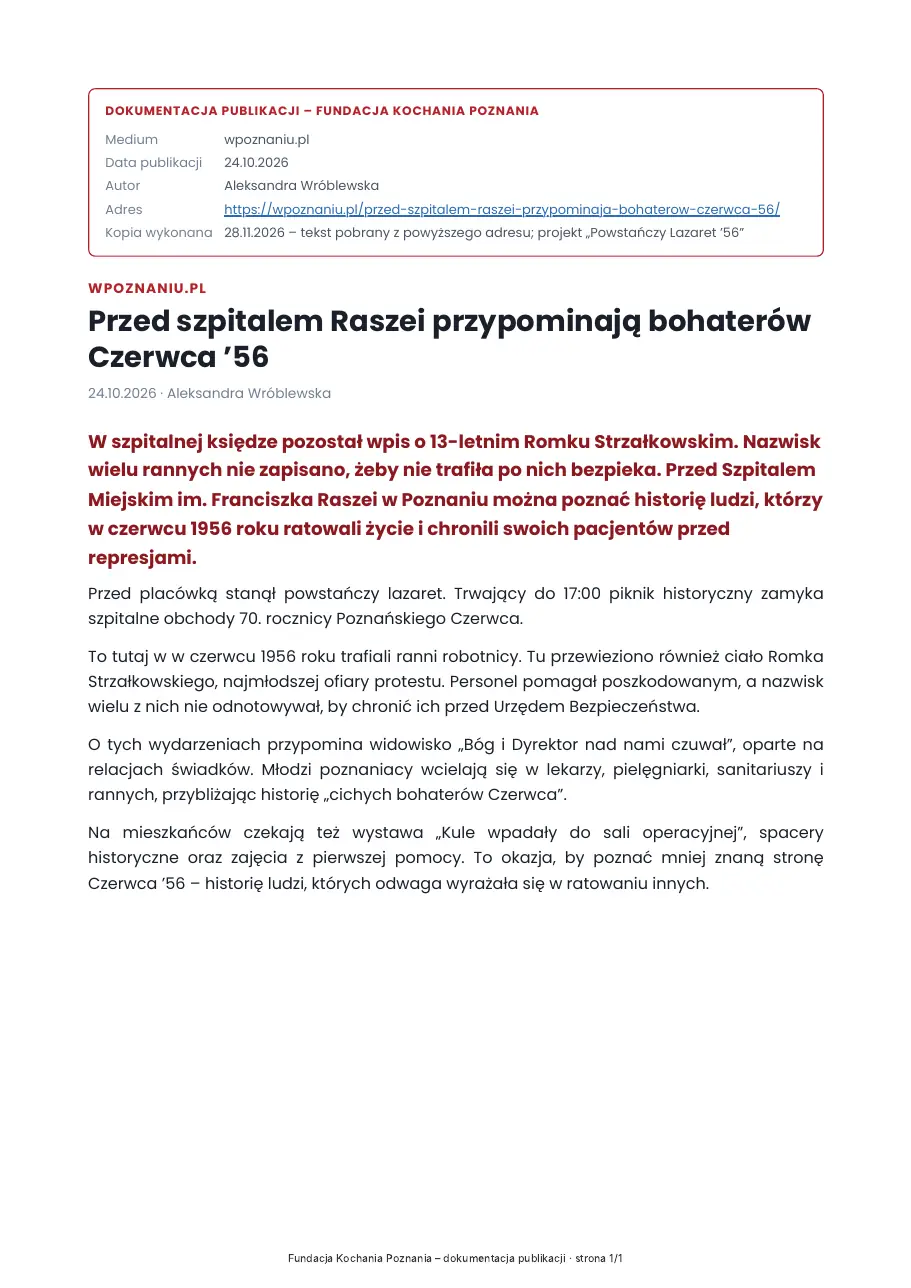 DOKUMENTACJA PUBLIKACJI – FUNDACJA KOCHANIA POZNANIA
Medium wpoznaniu.pl
Data publikacji 24.10.2026
Autor Aleksandra Wróblewska
Adres https://wpoznaniu.pl/przed-szpitalem-raszei-przypominaja-bohaterow-czerwca-56/
Kopia wykonana 28.11.2026 – tekst pobrany z powyższego adresu; projekt „Powstańczy Lazaret ’56”
WPOZNANIU.PL
Przed szpitalem Raszei przypominają bohaterów
Czerwca ’56
24.10.2026 · Aleksandra Wróblewska
W szpitalnej księdze pozostał wpis o 13-letnim Romku Strzałkowskim. Nazwisk
wielu rannych nie zapisano, żeby nie trafiła po nich bezpieka. Przed Szpitalem
Miejskim im. Franciszka Raszei w Poznaniu można poznać historię ludzi, którzy
w czerwcu 1956 roku ratowali życie i chronili swoich pacjentów przed
represjami.
Przed placówką stanął powstańczy lazaret. Trwający do 17:00 piknik historyczny zamyka
szpitalne obchody 70. rocznicy Poznańskiego Czerwca.
To tutaj w w czerwcu 1956 roku trafiali ranni robotnicy. Tu przewieziono również ciało Romka
Strzałkowskiego, najmłodszej ofiary protestu. Personel pomagał poszkodowanym, a nazwisk
wielu z nich nie odnotowywał, by chronić ich przed Urzędem Bezpieczeństwa.
O tych wydarzeniach przypomina widowisko „Bóg i Dyrektor nad nami czuwał”, oparte na
relacjach świadków. Młodzi poznaniacy wcielają się w lekarzy, pielęgniarki, sanitariuszy i
rannych, przybliżając historię „cichych bohaterów Czerwca”.
Na mieszkańców czekają też wystawa „Kule wpadały do sali operacyjnej”, spacery
historyczne oraz zajęcia z pierwszej pomocy. To okazja, by poznać mniej znaną stronę
Czerwca ’56 – historię ludzi, których odwaga wyrażała się w ratowaniu innych.
Fundacja Kochania Poznania – dokumentacja publikacji · strona 1/1